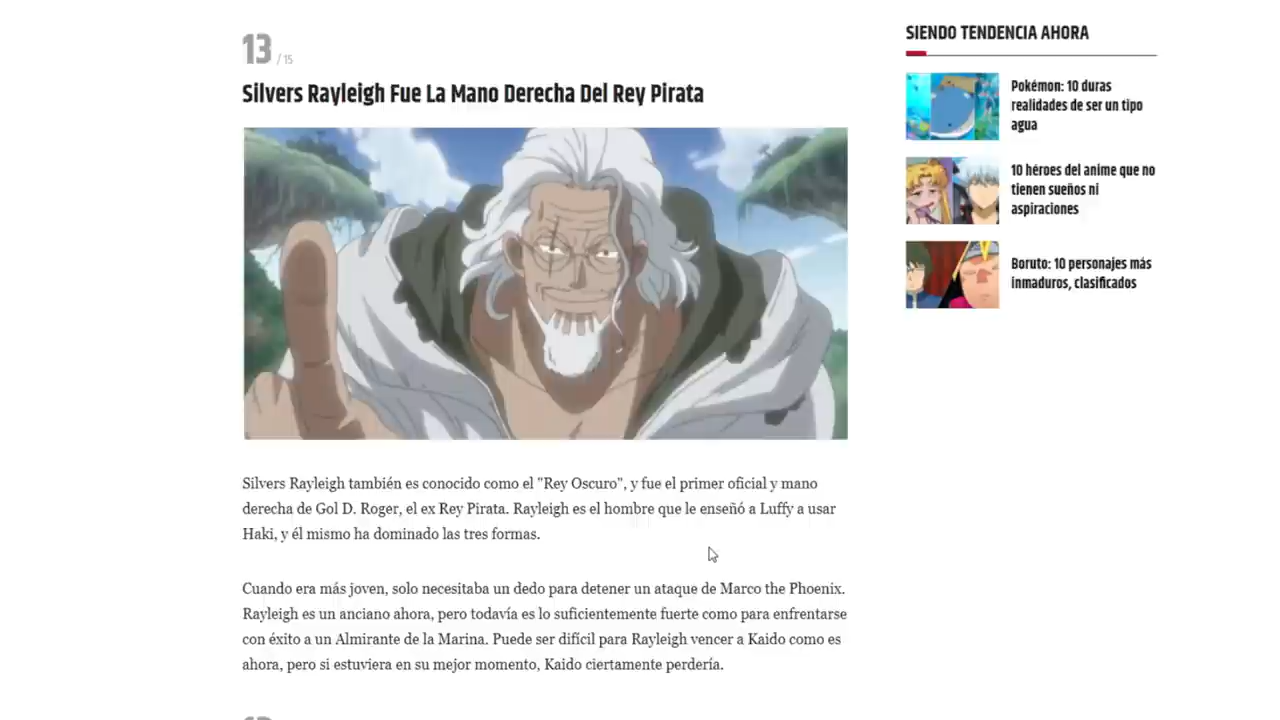 13 / 15
Silvers Rayleigh Fue La Mano Derecha Del Rey Pirata
Silvers Rayleigh también es conocido como el "Rey Oscuro", y fue el primer oficial y mano
derecha de Gol D. Roger, el ex Rey Pirata. Rayleigh es el hombre que le enseñó a Luffy a usar
Haki, y él mismo ha dominado las tres formas.
Cuando era más joven, solo necesitaba un dedo para detener un ataque de Marco the Phoenix.
Rayleigh es un anciano ahora, pero todavía es lo suficientemente fuerte como para enfrentarse
con éxito a un Almirante de la Marina. Puede ser difícil para Rayleigh vencer a Kaido como es
ahora, pero si estuviera en su mejor momento, Kaido ciertamente perdería.
SIENDO TENDENCIA AHORA
Pokémon: 10 duras
realidades de ser un tipo
agua
10 héroes del anime que no
tienen sueños ni
aspiraciones
Boruto: 10 personajes más
inmaduros, clasificados